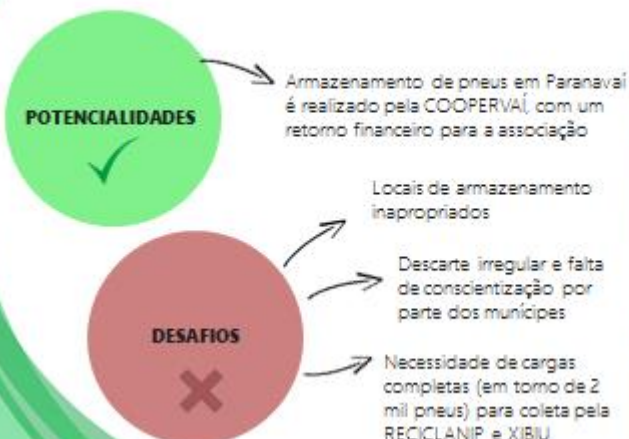 POTENCIALIDADES
Armazenamento de pneus em Paranavaí
é realizado pela COOPERVAÍ, com um
retorno financeiro para a associação
Locais de armazenamento
inapropriados
Descarte irregular e falta
de conscientização por
parte dos munícipes
DESAFIOS
Necessidade de cargas
completas (em torno de 2
mil pneus) para coleta pela
RECICLANIP e XIBIU